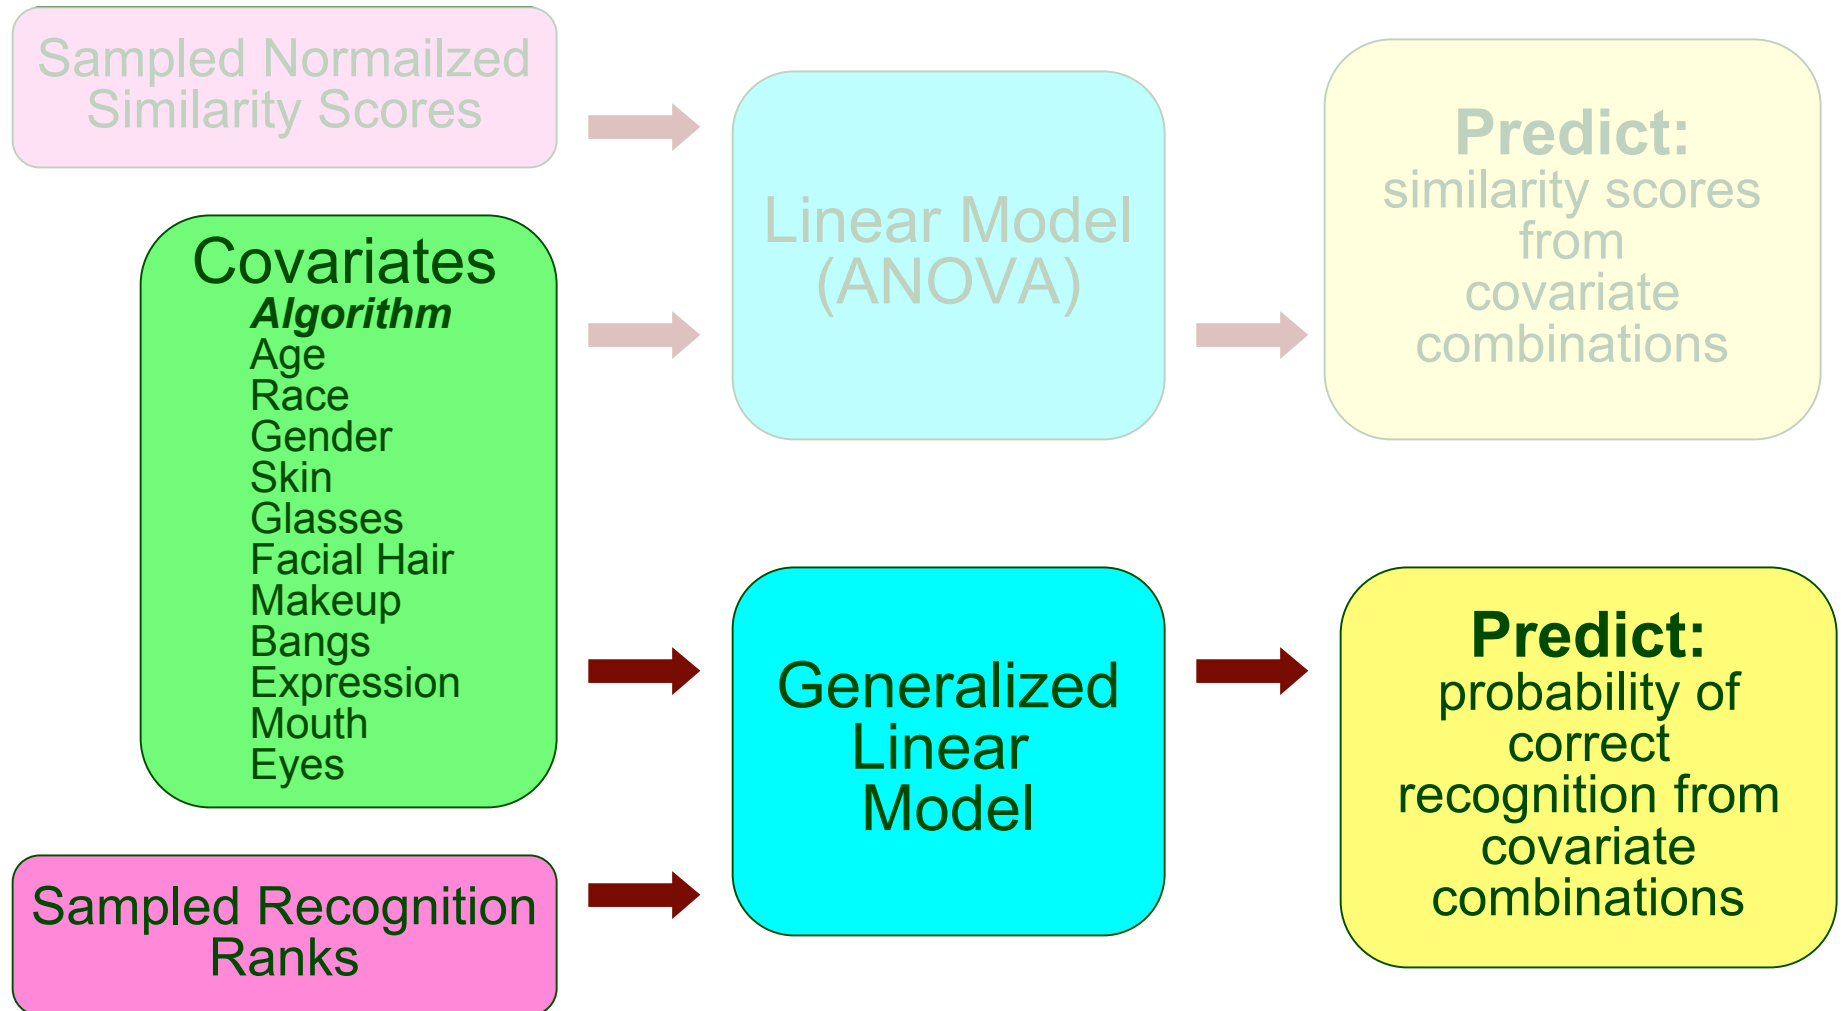 Sampled Normailzed
Similarity Scores
Covariates
Algorithm
Age
Race
Gender
Skin
Glasses
Facial Hair
Makeup
Bangs
Expression
Mouth
Eyes
Sampled Recognition
Ranks
Linear Model
(ANOVA)
Generalized
Linear
Model
Predict:
similarity scores
from
covariate
combinations
Predict:
probability of
correct
recognition from
covariate
combinations